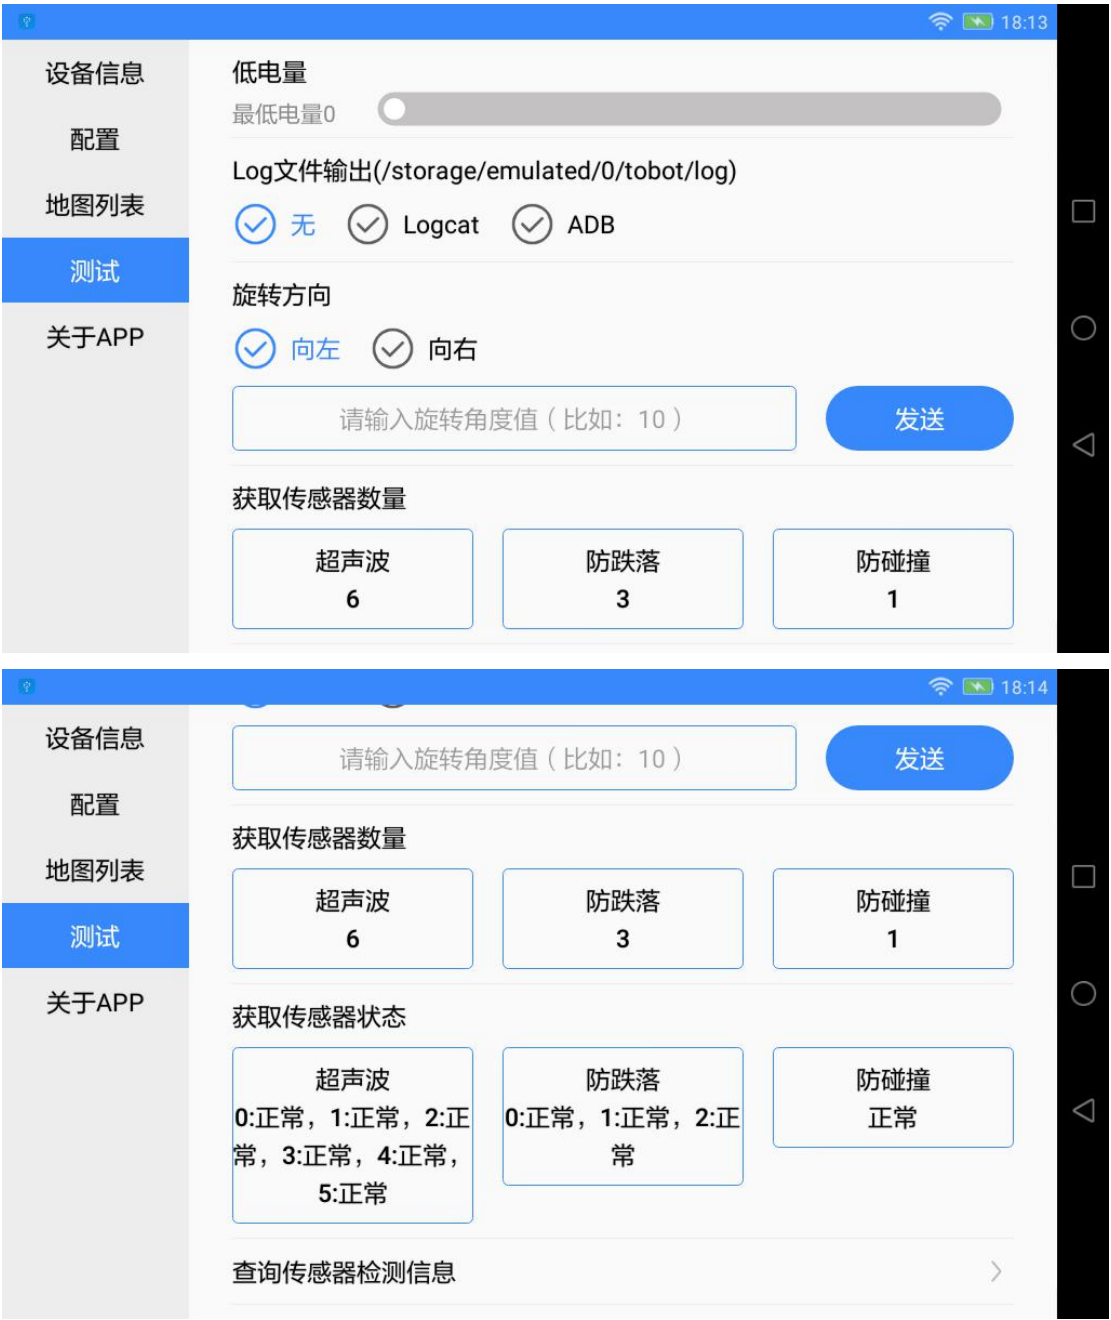 18:13
设备信息
配置
地图列表
测试
关于APP
低电量
最低电量0
Log文件输出(/storage/emulated/0/tobot/log)
无 Logcat ADB
旋转方向
向左 向右
请输入旋转角度值（比如：10） 发送
获取传感器数量
超声波 防跌落 防碰撞
6 3 1
18:14
设备信息
配置
地图列表
测试
关于APP
请输入旋转角度值（比如：10） 发送
获取传感器数量
超声波 防跌落 防碰撞
6 3 1
获取传感器状态
超声波
0:正常，1:正常，2:正
常，3:正常，4:正常，
5:正常
防跌落
0:正常，1:正常，2:正
常
防碰撞
正常
查询传感器检测信息